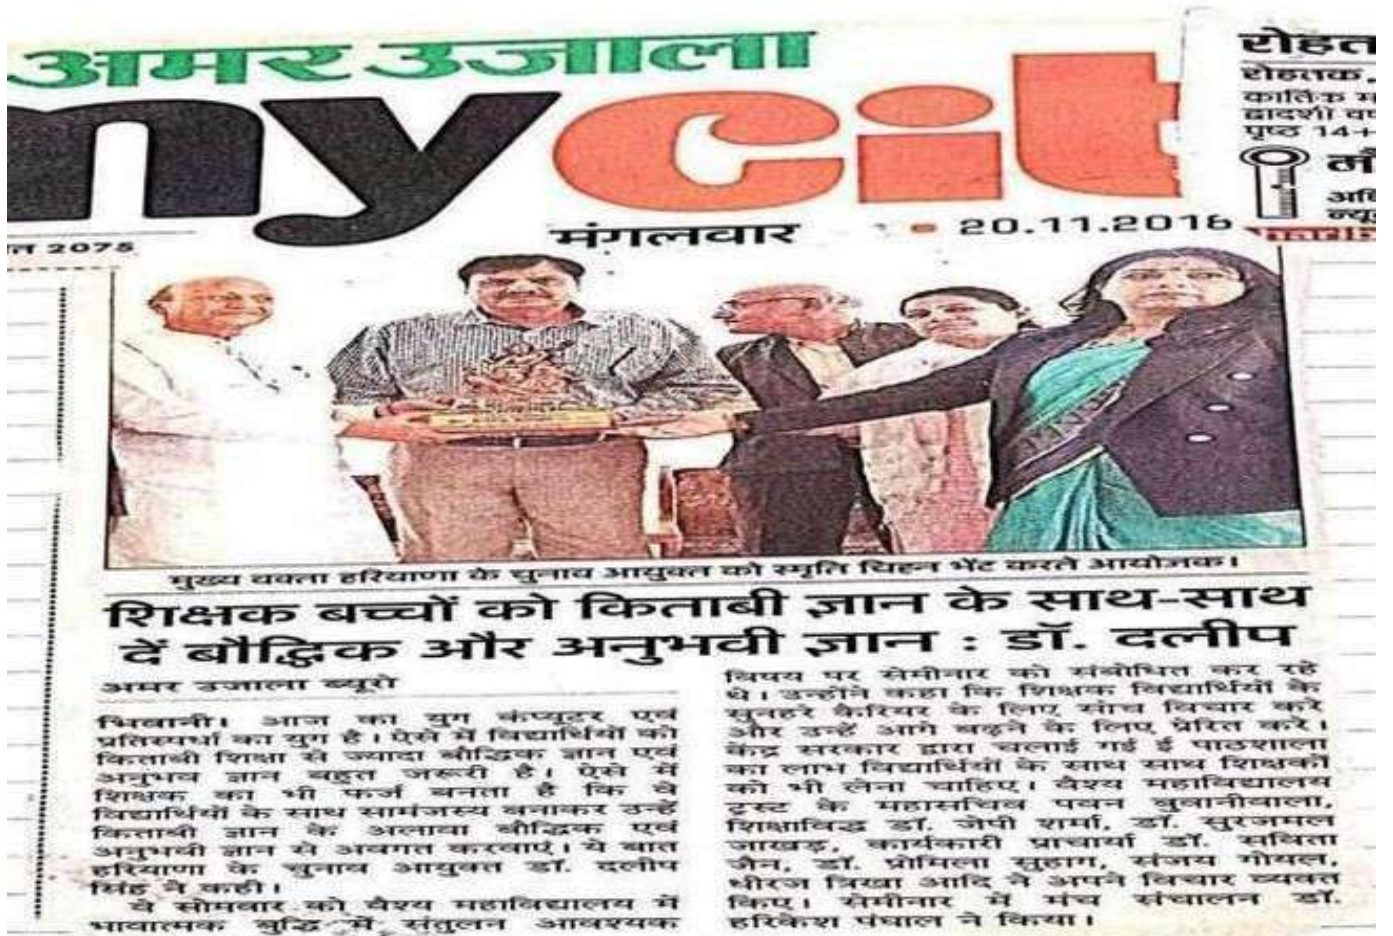 अमर उजाला
my cit
रोहत
रोहतक,
कार्तिक
द्वादशी
पृष्ठ 14+
त 2075
मंगलवार • 20.11.2018
मुख्य वक्ता हरियाणा के चुनाव आयुक्त को स्मृति चिह्न भेंट करते आयोजक।
शिक्षक बच्चों को किताबी ज्ञान के साथ-साथ
दें बौद्धिक और अनुभवी ज्ञान : डॉ. दलीप
अमर उजाला ब्यूरो
भिवानी। आज का युग कंप्यूटर एवं
प्रतिस्पर्धा का युग है। ऐसे में विद्यार्थियों को
किताबी शिक्षा से ज्यादा बौद्धिक ज्ञान एवं
अनुभव ज्ञान बहुत जरूरी है। ऐसे में
शिक्षक का भी फर्ज बनता है कि वे
विद्यार्थियों के साथ सामंजस्य बनाकर उन्हें
किताबी ज्ञान के अलावा बौद्धिक एवं
अनुभवी ज्ञान से अवगत करवाएं। ये बात
हरियाणा के चुनाव आयुक्त डॉ. दलीप
सिंह ने कही।
वे सोमवार को वैश्य महाविद्यालय में
भावात्मक बुद्धि में संतुलन आवश्यक
विषय पर सेमीनार को संबोधित कर रहे
थे। उन्होंने कहा कि शिक्षक विद्यार्थियों के
सुनहरे कैरियर के लिए सोच विचार करे
और उन्हें आगे बढ़ने के लिए प्रेरित करे।
केंद्र सरकार द्वारा चलाई गई ई पाठशाला
का लाभ विद्यार्थियों के साथ साथ शिक्षकों
को भी लेना चाहिए। वैश्य महाविद्यालय
ट्रस्ट के महासचिव पवन बुवानीवाला,
शिक्षाविद्ध डॉ. जेपी शर्मा, डॉ. सुरजमल
जाखड़, कार्यकारी प्राचार्या डॉ. सविता
जैन, डॉ. प्रोमिला सुहाग, संजय गोयल,
धीरज त्रिखा आदि ने अपने विचार व्यक्त
किए। सेमीनार में मंच संचालन डॉ.
हरिकेश पंघाल ने किया।